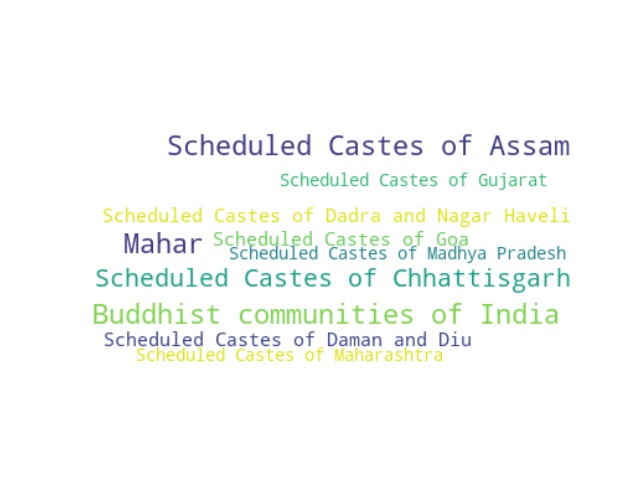 Scheduled Castes of Assam
Scheduled Castes of Gujarat
Scheduled Castes of Dadra and Nagar Haveli
Mahar
Scheduled Castes of Goa
Scheduled Castes of Madhya Pradesh
Scheduled Castes of Chhattisgarh
Buddhist communities of India
Scheduled Castes of Daman and Diu
Scheduled Castes of Maharashtra